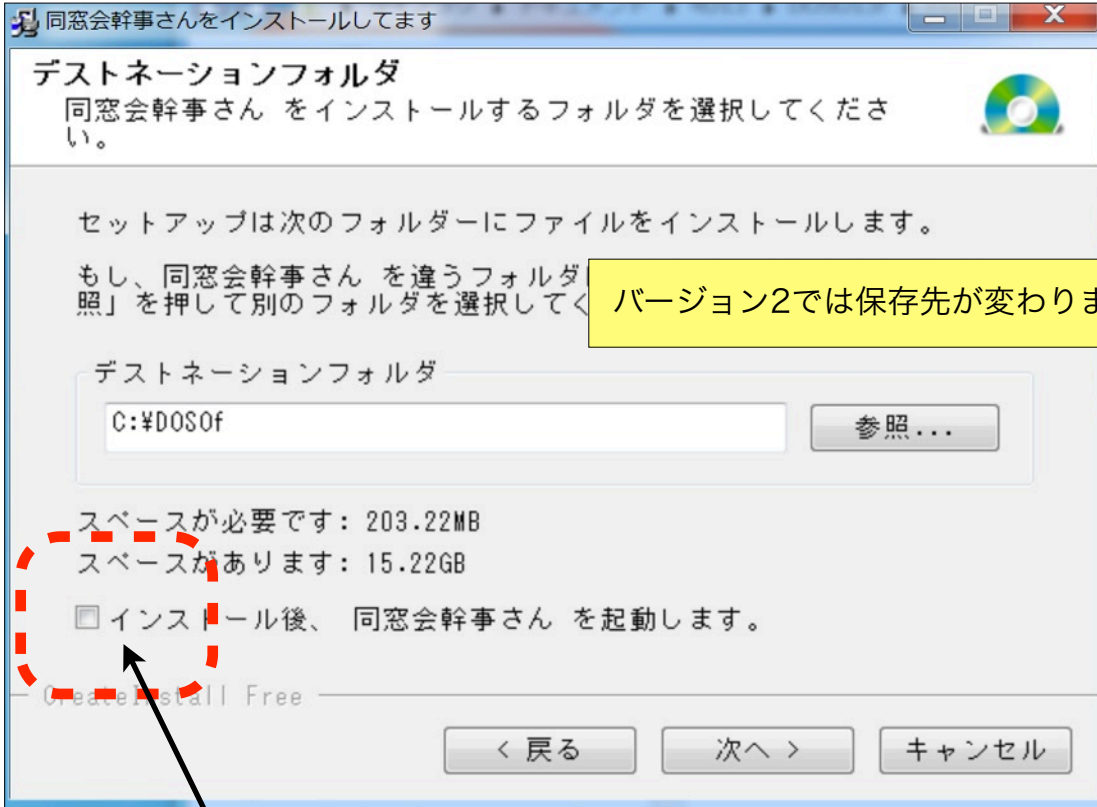 同窓会幹事さんをインストールしてます
デストネーションフォルダ
同窓会幹事さん をインストールするフォルダを選択してくださ
い。
セットアップは次のフォルダーにファイルをインストールします。
もし、同窓会幹事さん を違うフォルダ
照」を押して別のフォルダを選択してく
バージョン2では保存先が変わりま
デストネーションフォルダ
C:¥DOSOf
参照...
スペースが必要です: 203.22MB
スペースがあります: 15.22GB
インストール後、 同窓会幹事さん を起動します。
CreateInstall Free
< 戻る
次へ >
キャンセル